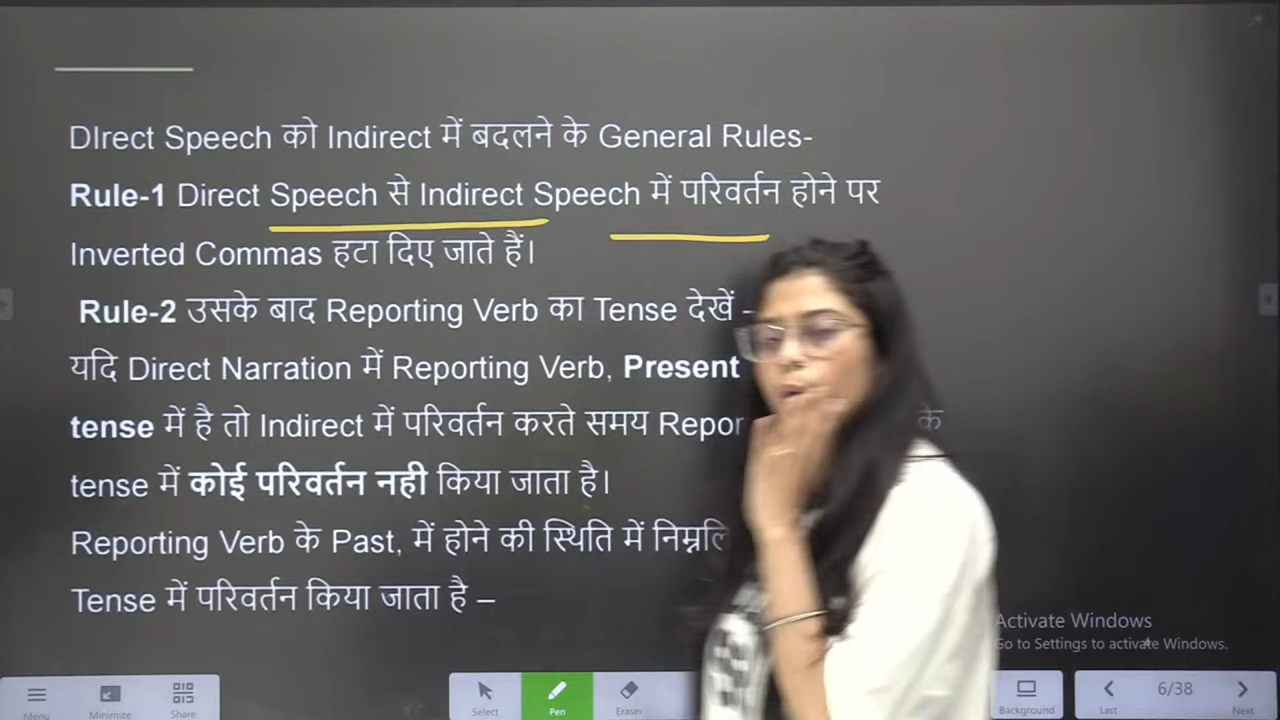 DIrect Speech को Indirect में बदलने के General Rules-
Rule-1 Direct Speech से Indirect Speech में परिवर्तन होने पर
Inverted Commas हटा दिए जाते हैं।
Rule-2 उसके बाद Reporting Verb का Tense देखें –
यदि Direct Narration में Reporting Verb, Present
tense में है तो Indirect में परिवर्तन करते समय के
tense में कोई परिवर्तन नही किया जाता है।
Reporting Verb के Past, में होने की स्थिति में
Tense में परिवर्तन किया जाता है –
Activate Windows
Go to Settings to activate Windows.
Menu Minimize Share Select Pen Eraser Background Last 6/38 Next